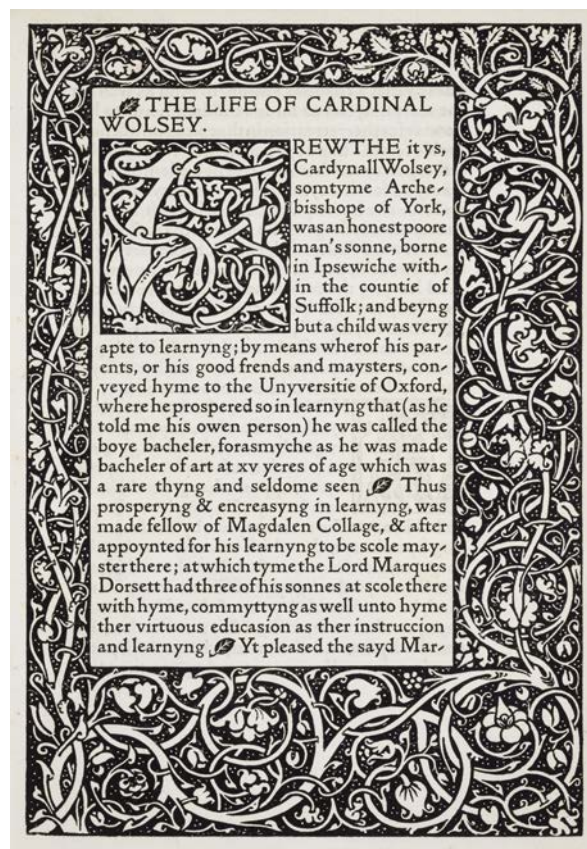 THE LIFE OF CARDINAL
WOLSEY.
TREWTHE it ys,
Cardynall Wolsey,
somtyme Arche-
bisshope of York,
was an honest poore
man's sonne, borne
in Ipsewiche with-
in the countie of
Suffolk; and beyng
but a child was very
apte to learnyng; by means wherof his par-
ents, or his good frends and maysters, con-
veyed hyme to the Unyversitie of Oxford,
where he prospered so in learnyng that (as he
told me his owen person) he was called the
boye bacheler, forasmyche as he was made
bacheler of art at xv yeres of age which was
a rare thyng and seldome seen Thus
prosperyng & encreasyng in learnyng, was
made fellow of Magdalen Collage, & after
appoynted for his learnyng to be scole may-
ster there; at which tyme the Lord Marques
Dorsett had three of his sonnes at scole there
with hyme, commyttyng as well unto hyme
ther virtuous educasion as ther instruccion
and learnyng Yt pleased the sayd Mar-